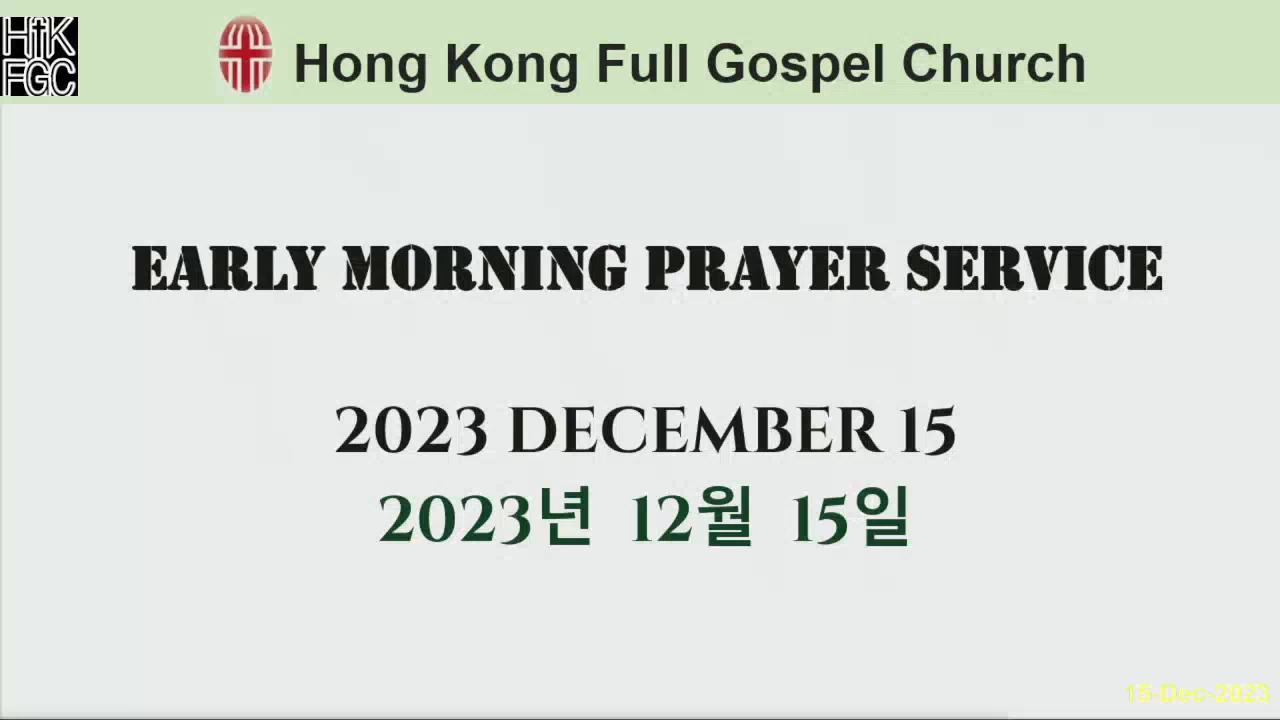 HK
FGC
Hong Kong Full Gospel Church
EARLY MORNING PRAYER SERVICE
2023 DECEMBER 15
2023년 12월 15일
15-Dec-2023